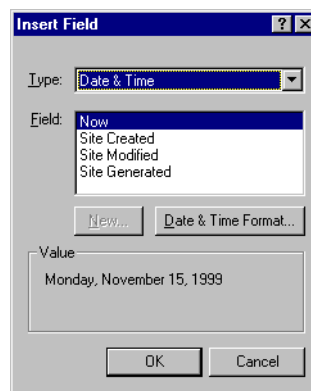 Insert Field
Type: Date & Time
Field: Now
Site Created
Site Modified
Site Generated
New... Date & Time Format...
Value
Monday, November 15, 1999
OK Cancel